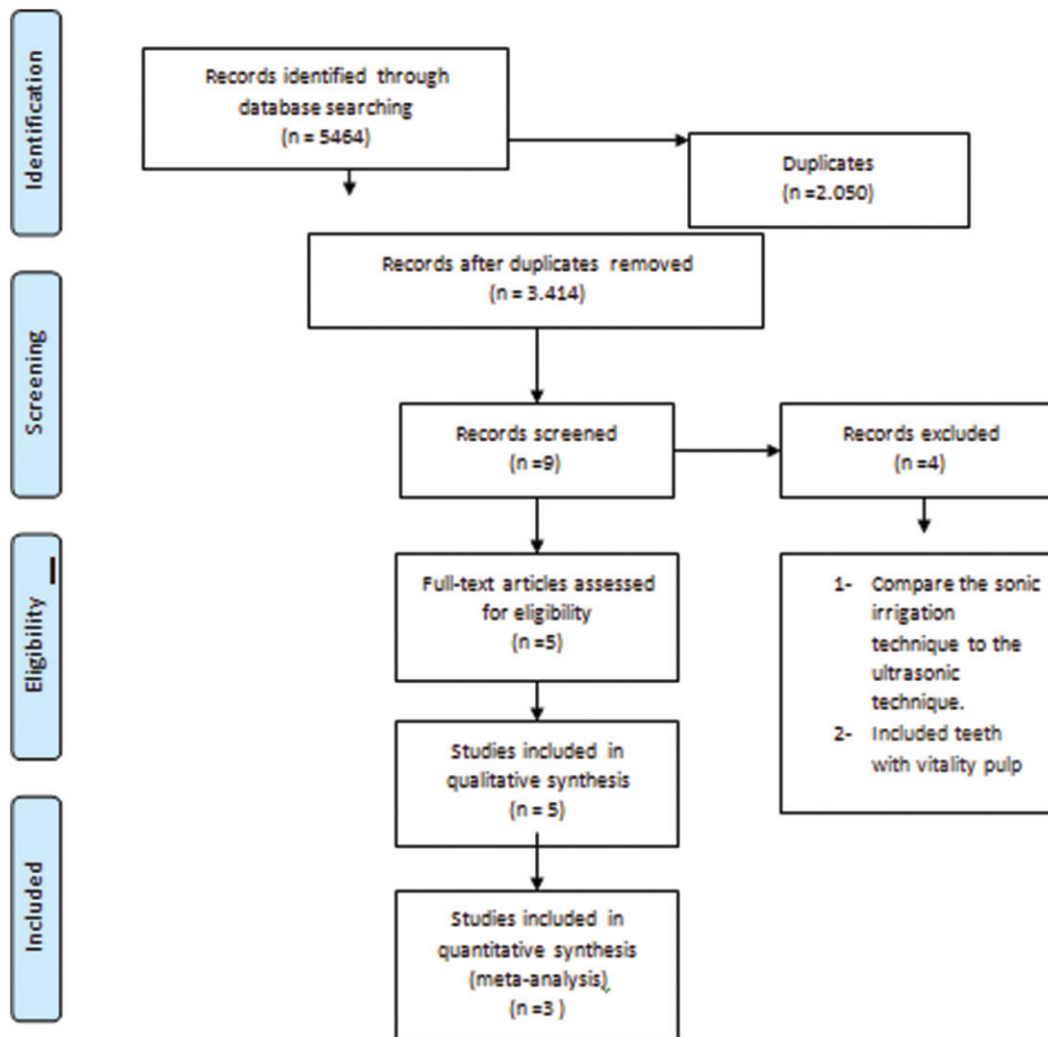 Identification
Records identified through
database searching
(n = 5464)
Duplicates
(n =2.050)
Records after duplicates removed
(n = 3.414)
Screening
Records screened
(n =9)
Records excluded
(n =4)
Eligibility
Full-text articles assessed
for eligibility
(n =5)
1- Compare the sonic
irrigation
technique to the
ultrasonic
technique.
2- Included teeth
with vitality pulp
Studies included in
qualitative synthesis
(n = 5)
Included
Studies included in
quantitative synthesis
(meta-analysis)
(n =3 )